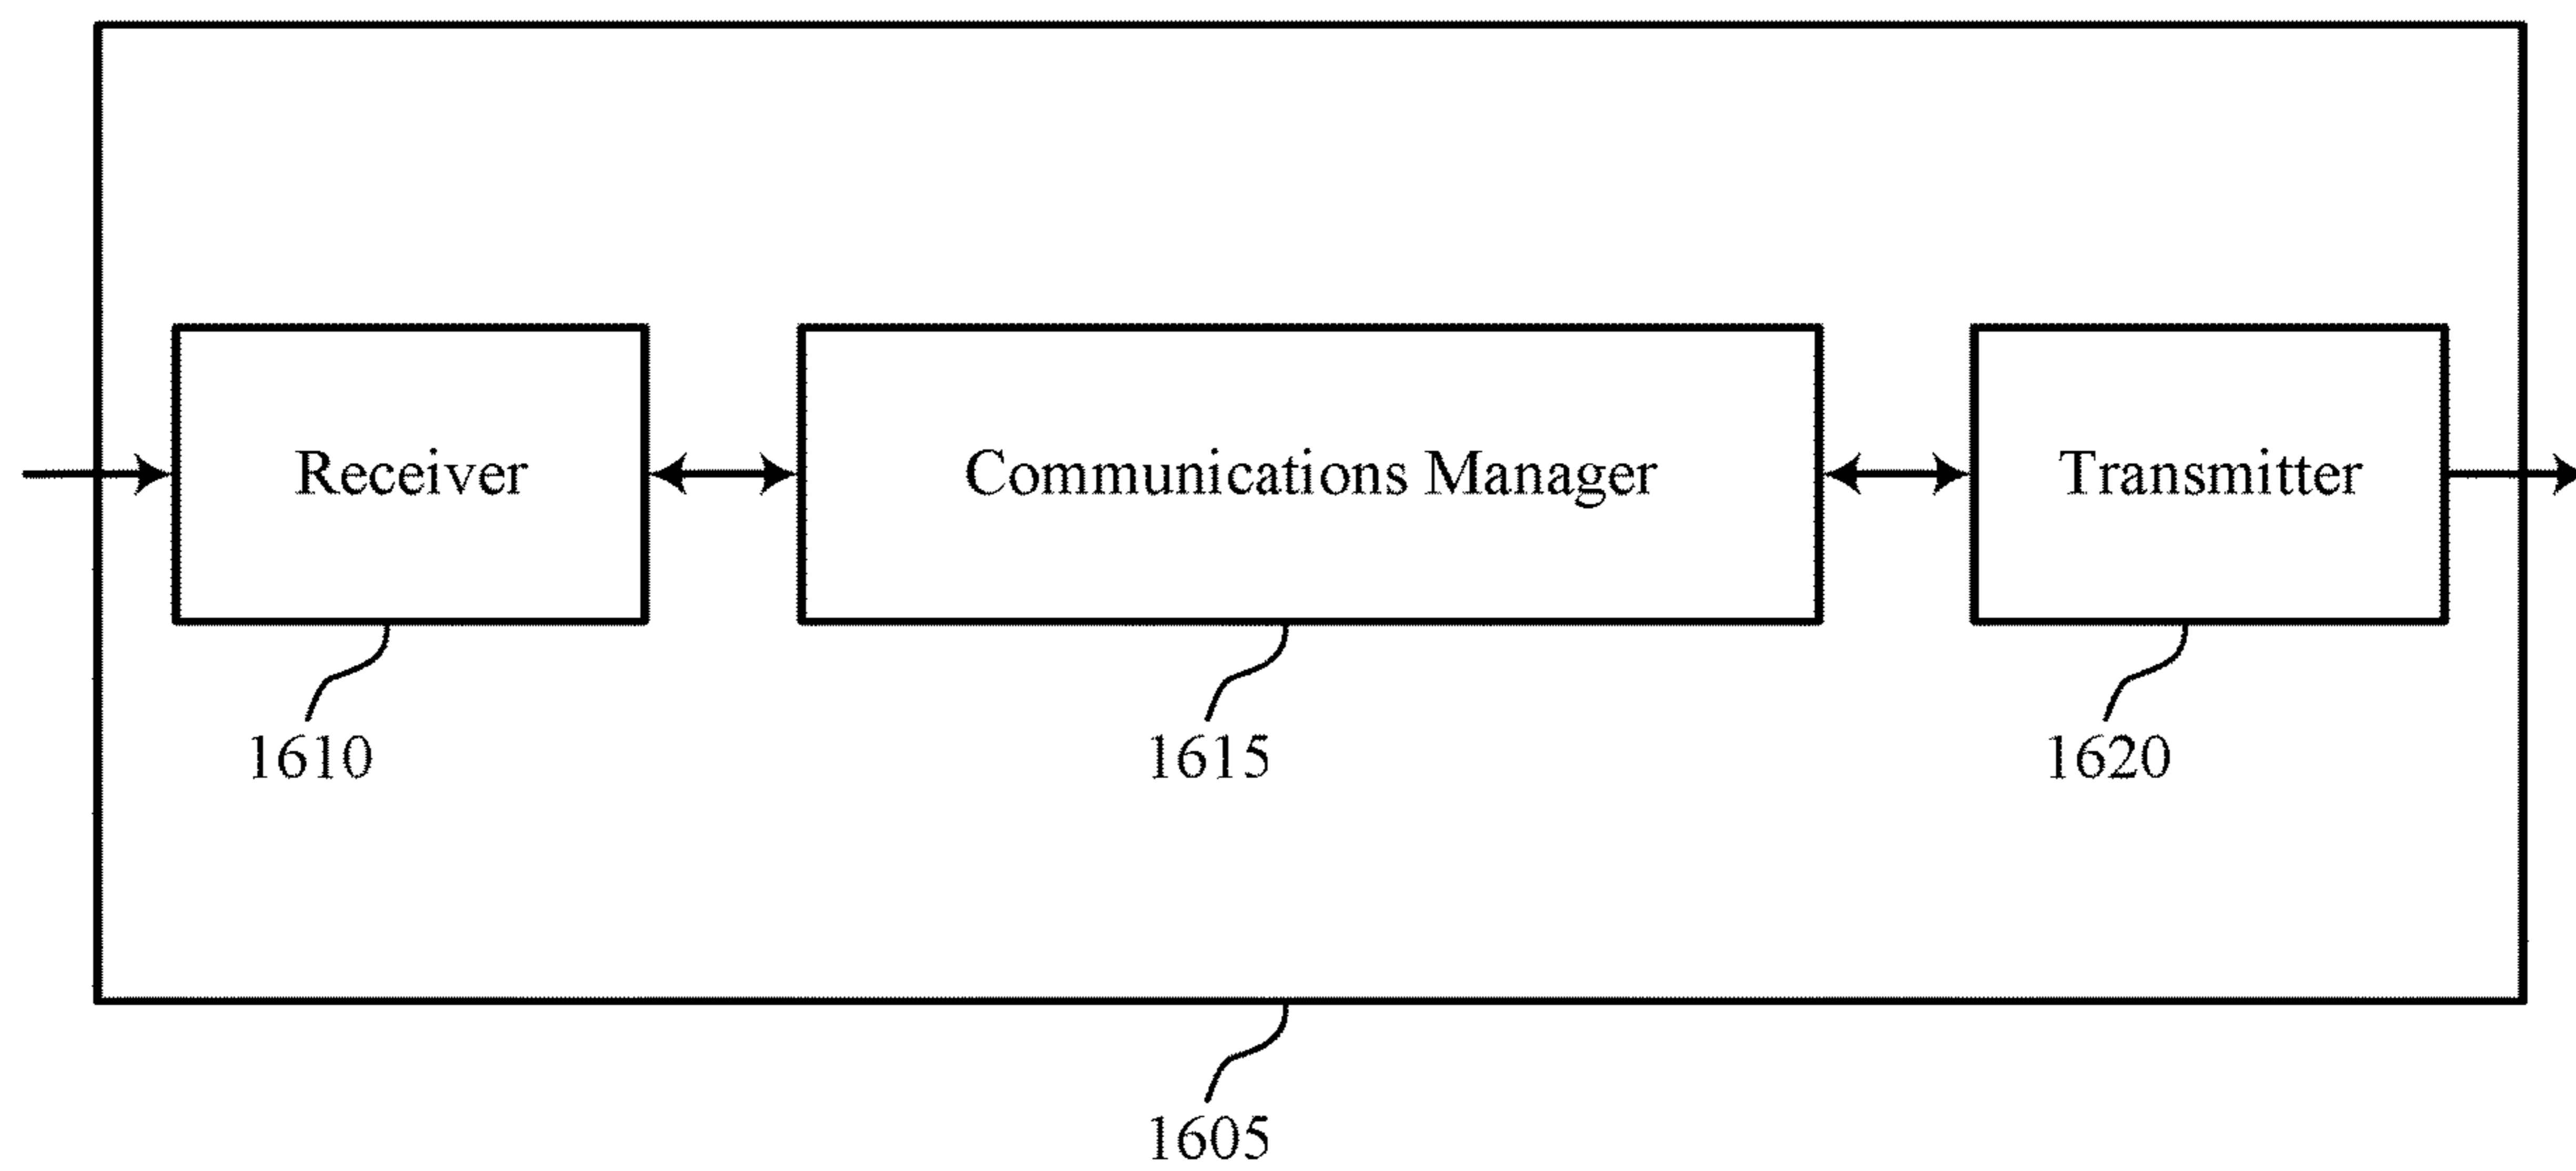 Receiver
Communications Manager
Transmitter
1610
1615
1620
1605